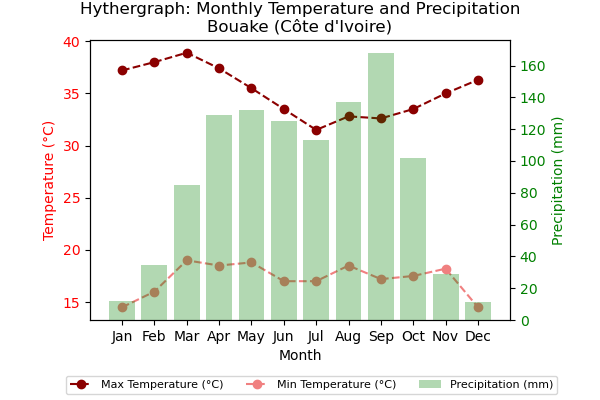 Hythergraph: Monthly Temperature and Precipitation
Bouake (Côte d'Ivoire)
Temperature (°C)
40
35
30
25
20
15
Precipitation (mm)
160
140
120
100
80
60
40
20
0
Jan Feb Mar Apr May Jun Jul Aug Sep Oct Nov Dec
Month
Max Temperature (°C) Min Temperature (°C) Precipitation (mm)